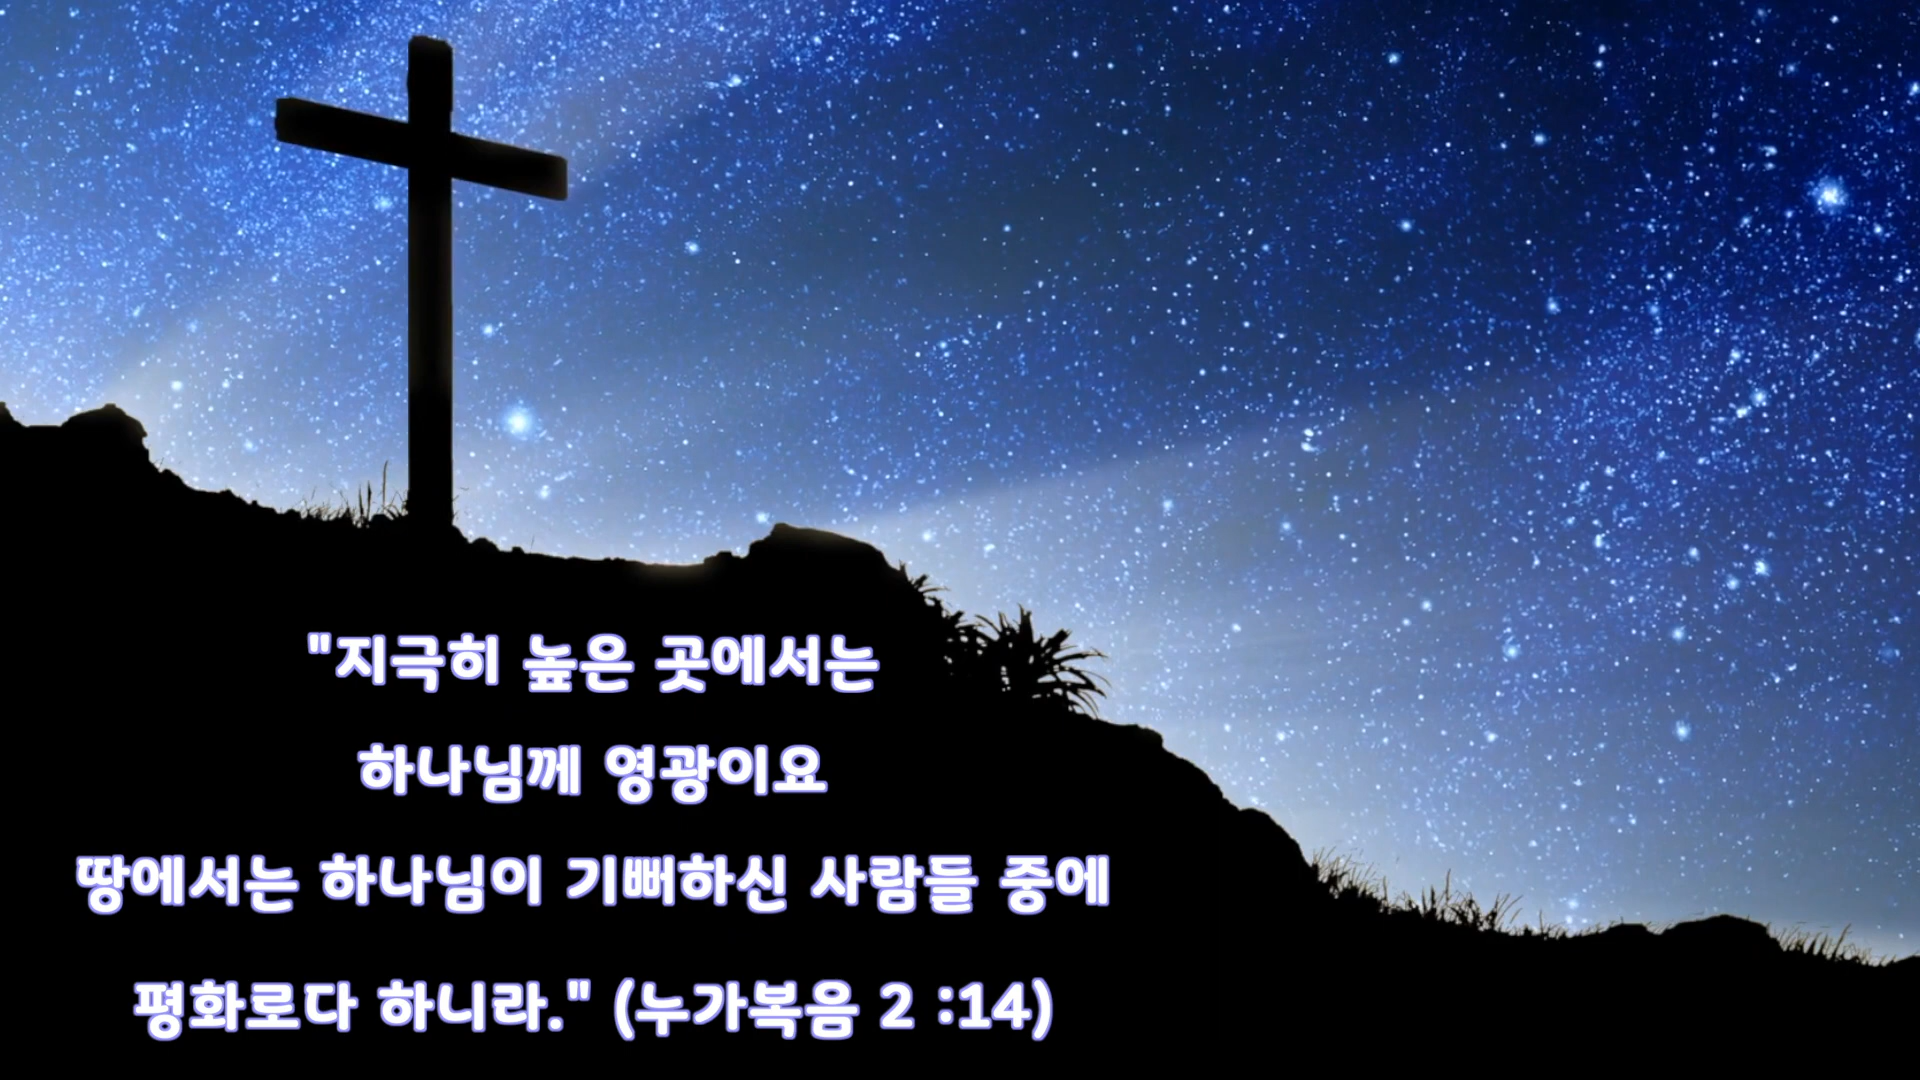 "지극히 높은 곳에서는
하나님께 영광이요
땅에서는 하나님이 기뻐하신 사람들 중에
평화로다 하니라." (누가복음 2 :14)